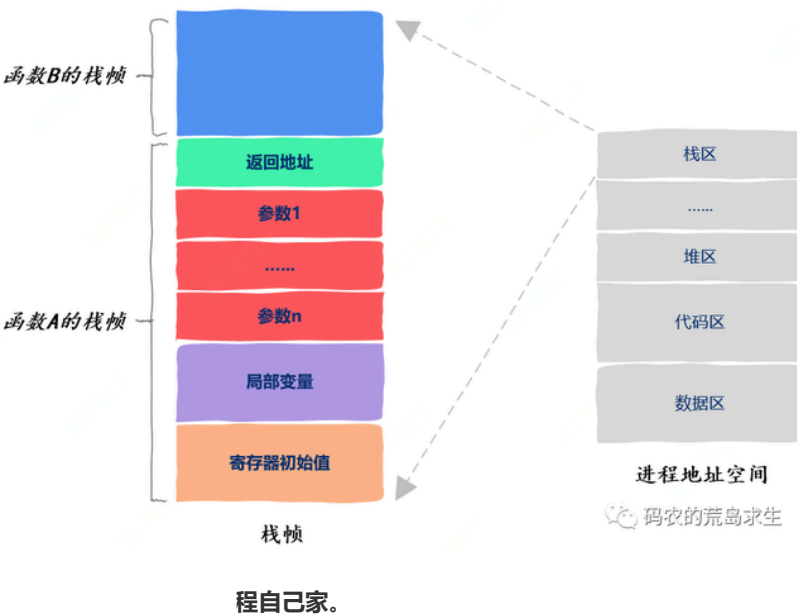 函数B的栈帧
返回地址
参数1
......
参数n
函数A的栈帧
局部变量
寄存器初始值
栈帧
栈区
......
堆区
代码区
数据区
进程地址空间
码农的荒岛求生
程自己家。